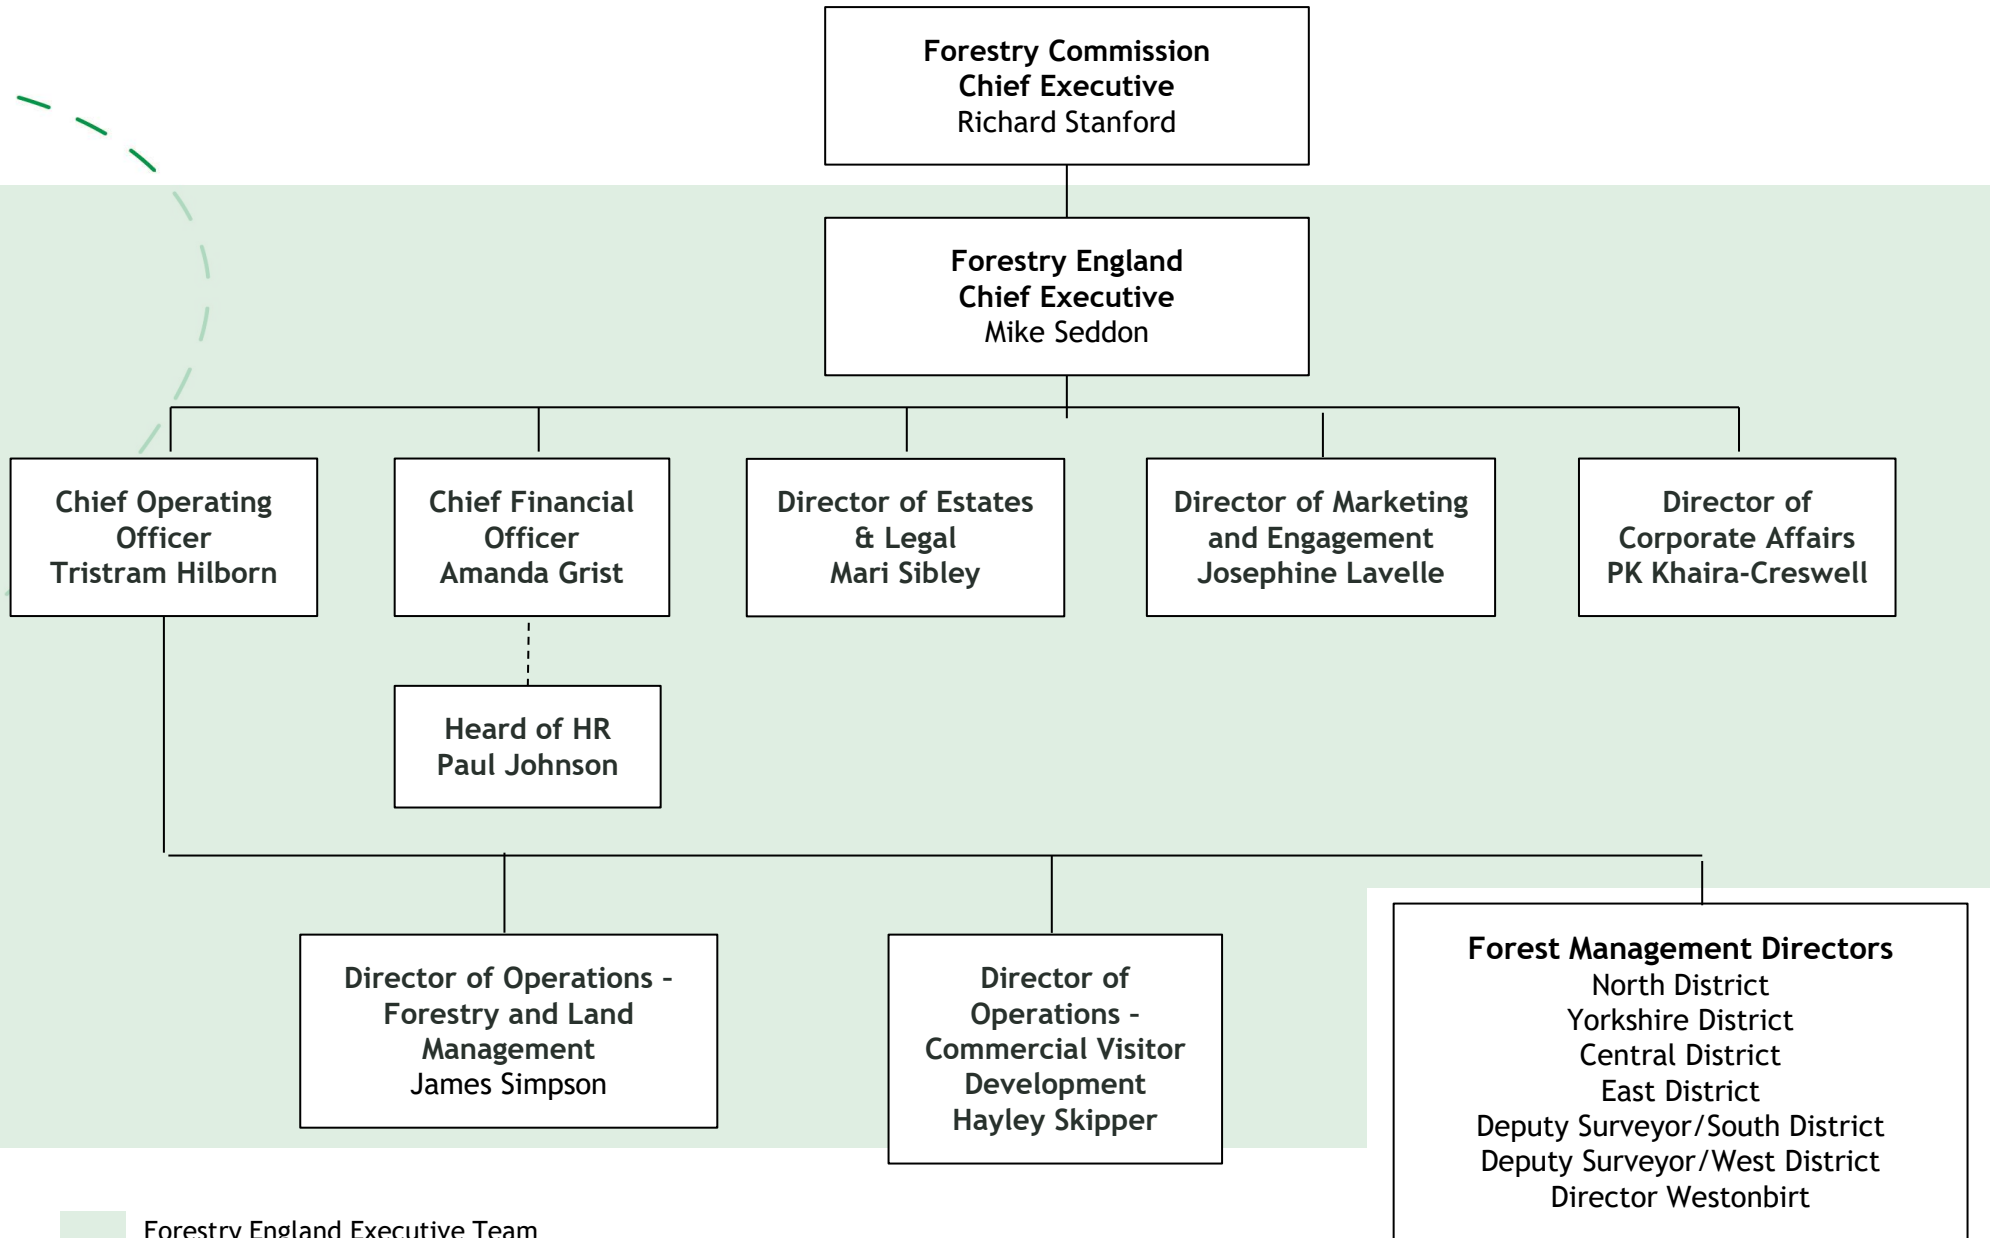 Forestry Commission
Chief Executive
Richard Stanford
Forestry England
Chief Executive
Mike Seddon
Chief Operating
Officer
Tristram Hilborn
Chief Financial
Officer
Amanda Grist
Director of Estates
& Legal
Mari Sibley
Director of Marketing
and Engagement
Josephine Lavelle
Director of
Corporate Affairs
PK Khaira-Creswell
Heard of HR
Paul Johnson
Director of Operations –
Forestry and Land
Management
James Simpson
Director of
Operations –
Commercial Visitor
Development
Hayley Skipper
Forest Management Directors
North District
Yorkshire District
Central District
East District
Deputy Surveyor/South District
Deputy Surveyor/West District
Director Westonbirt
Forestry England Executive Team